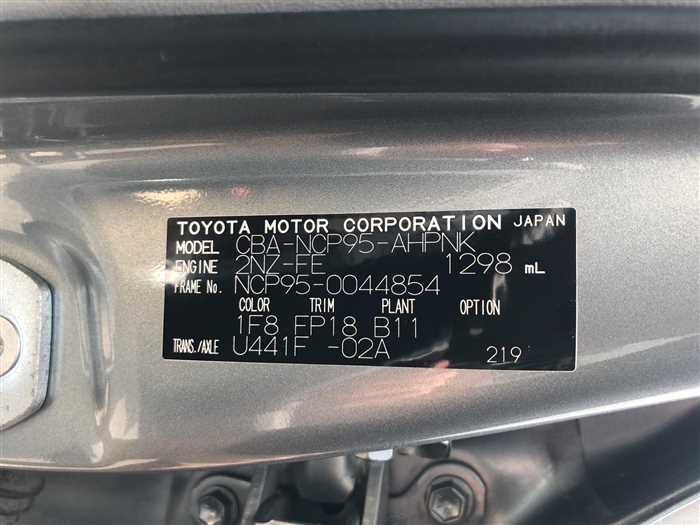 TOYOTA MOTOR CORPORATION JAPAN
MODEL CBA-NCP95-AHPNK
ENGINE 2NZ-FE 1298 mL
FRAME No. NCP95-0044854
COLOR TRIM PLANT OPTION
1F8 FP18 B11
TRANS./AXLE U441F -02A 219